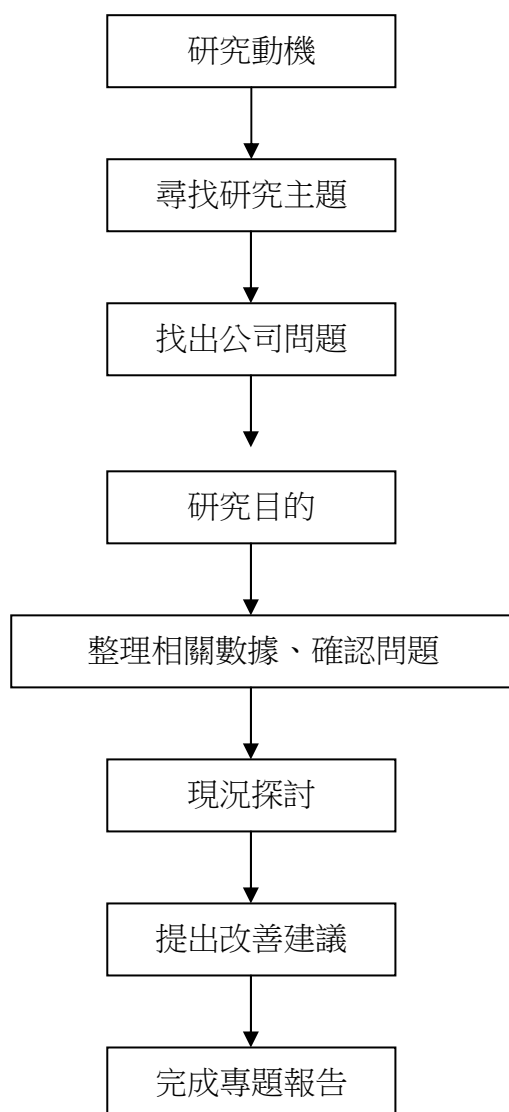 研究動機
尋找研究主題
找出公司問題
研究目的
整理相關數據、確認問題
現況探討
提出改善建議
完成專題報告